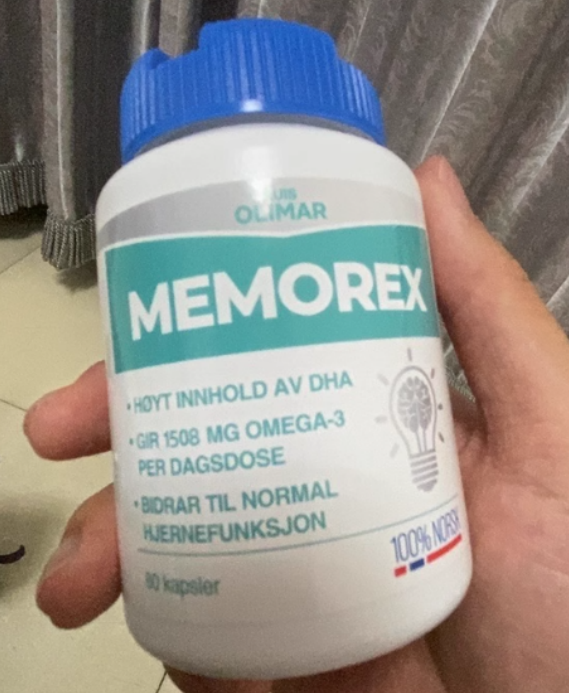 OLIMAR
MEMOREX
• HØYT INNHOLD AV DHA
• GIR 1508 MG OMEGA-3
PER DAGSDOSE
• BIDRAR TIL NORMAL
HJERNEFUNKSJON
100% NORSK
kapsler